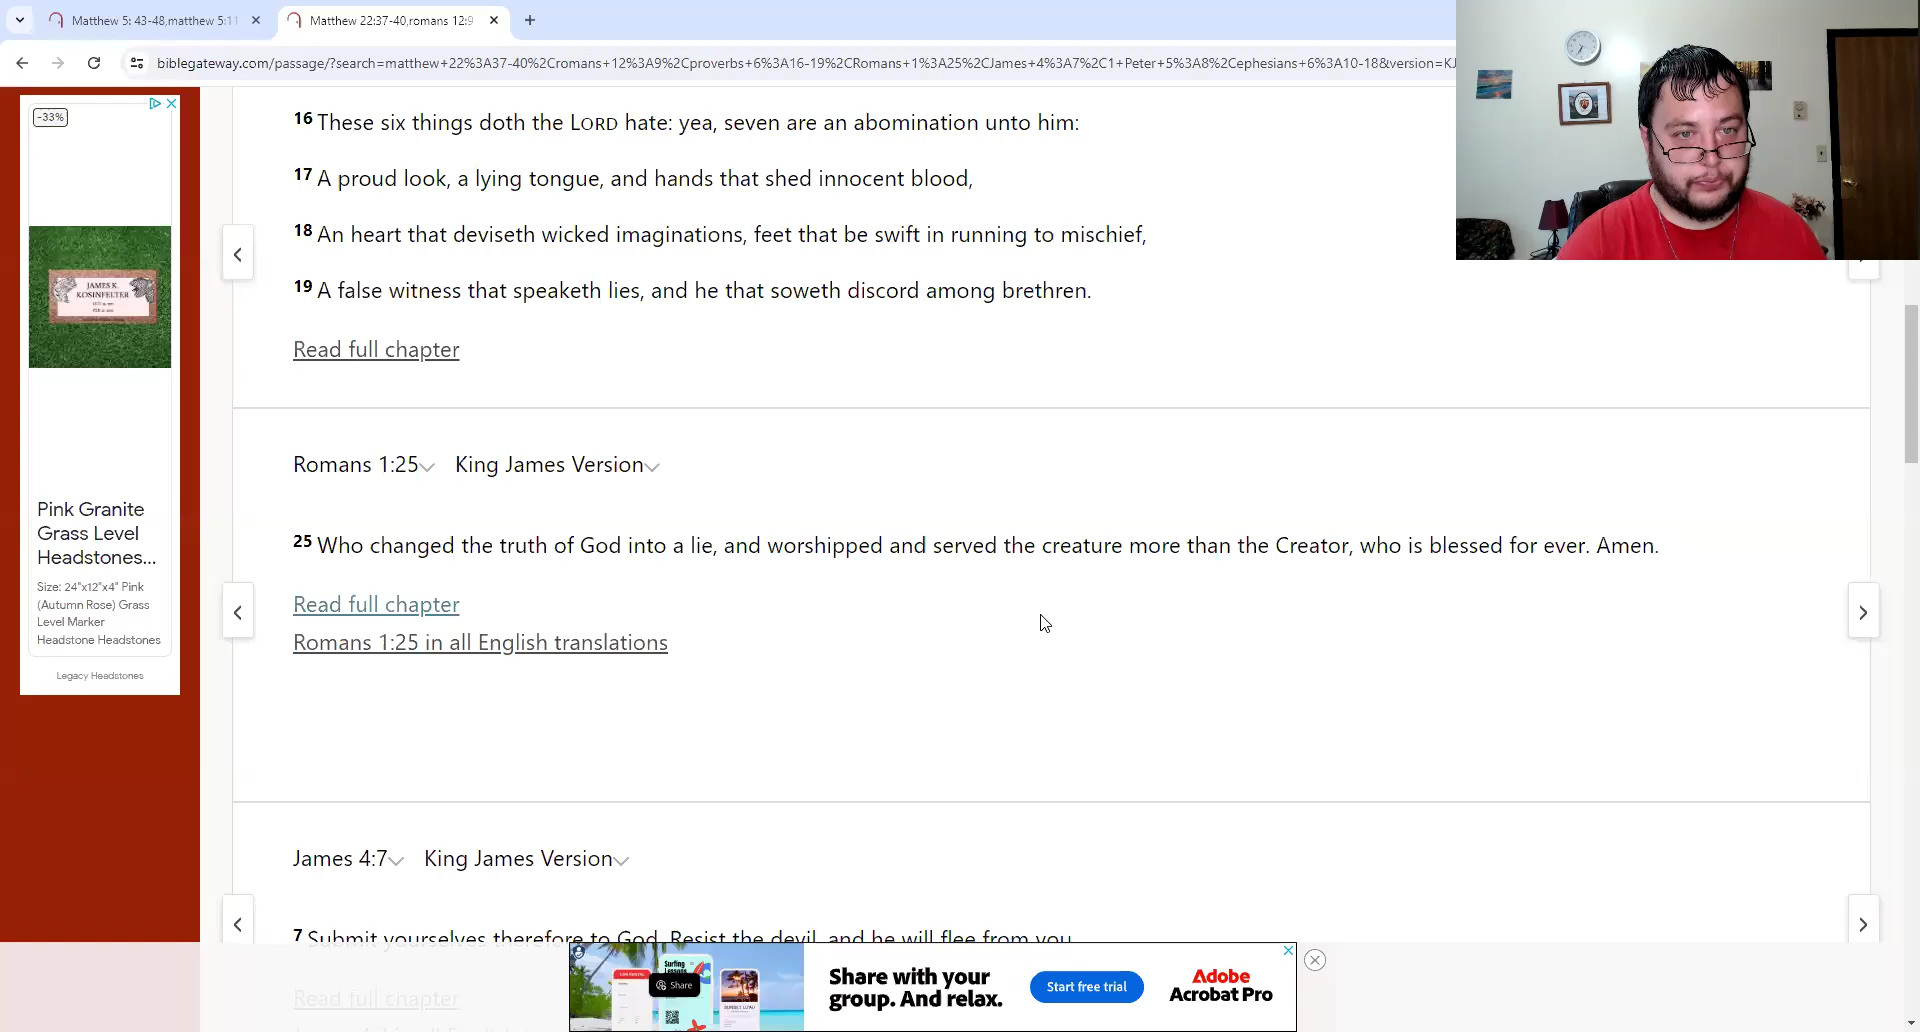 Matthew 5: 43-48,matthew 5:11
Matthew 22:37-40,romans 12:9
biblegateway.com/passage/?search=matthew+22%3A37-40%2Cromans+12%3A9%2Cproverbs+6%3A16-19%2CRomans+1%3A25%2CJames+4%3A7%2C1+Peter+5%3A8%2Cephesians+6%3A10-18&version=KJ
-33%
JAMES K.
KOSINFELTER
Pink Granite
Grass Level
Headstones...
Size: 24"x12"x4" Pink
(Autumn Rose) Grass
Level Marker
Headstone Headstones
Legacy Headstones
16 These six things doth the LORD hate: yea, seven are an abomination unto him:
17 A proud look, a lying tongue, and hands that shed innocent blood,
18 An heart that deviseth wicked imaginations, feet that be swift in running to mischief,
19 A false witness that speaketh lies, and he that soweth discord among brethren.
Read full chapter
Romans 1:25 King James Version
25 Who changed the truth of God into a lie, and worshipped and served the creature more than the Creator, who is blessed for ever. Amen.
Read full chapter
Romans 1:25 in all English translations
James 4:7 King James Version
7 Submit yourselves therefore to God. Resist the devil, and he will flee from you.
Read full chapter
Surfing
Lessons
Share
Share with your
group. And relax.
Start free trial
Adobe
Acrobat Pro